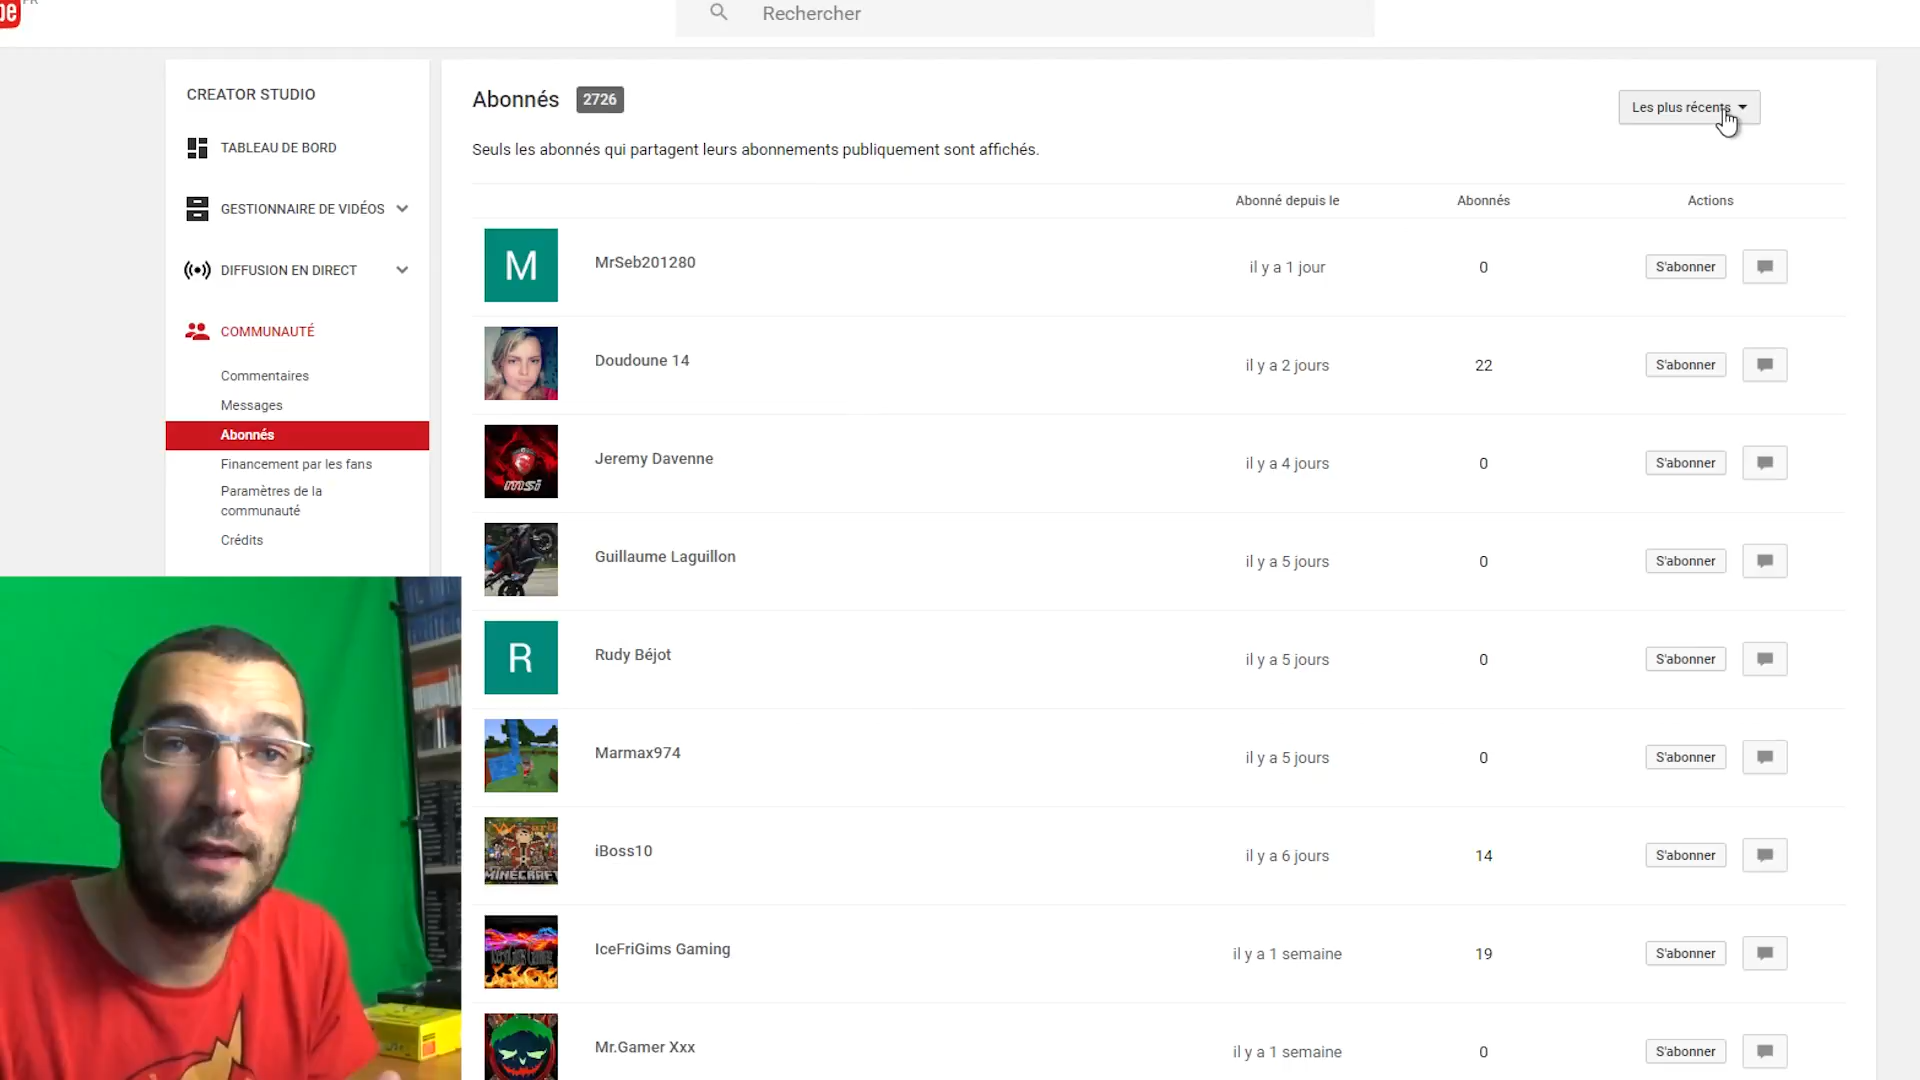 FR
be
Rechercher
CREATOR STUDIO
TABLEAU DE BORD
GESTIONNAIRE DE VIDÉOS
DIFFUSION EN DIRECT
COMMUNAUTÉ
Commentaires
Messages
Abonnés
Financement par les fans
Paramètres de la
communauté
Crédits
Abonnés 2726
Les plus récents
Seuls les abonnés qui partagent leurs abonnements publiquement sont affichés.
Abonné depuis le Abonnés Actions
M MrSeb201280 il y a 1 jour 0 S'abonner
Doudoune 14 il y a 2 jours 22 S'abonner
msi Jeremy Davenne il y a 4 jours 0 S'abonner
Guillaume Laguillon il y a 5 jours 0 S'abonner
R Rudy Béjot il y a 5 jours 0 S'abonner
Marmax974 il y a 5 jours 0 S'abonner
MINECRAFT iBoss10 il y a 6 jours 14 S'abonner
IceFriGims Gaming il y a 1 semaine 19 S'abonner
Mr.Gamer Xxx il y a 1 semaine 0 S'abonner